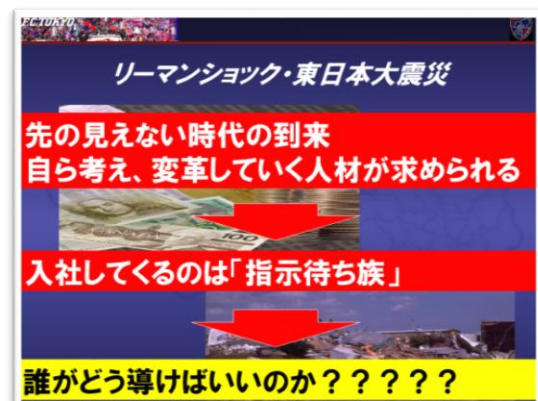 FC TOKYO
リーマンショック・東日本大震災
先の見えない時代の到来
自ら考え、変革していく人材が求められる
100
入社してくるのは「指示待ち族」
誰がどう導けばいいのか？？？？？